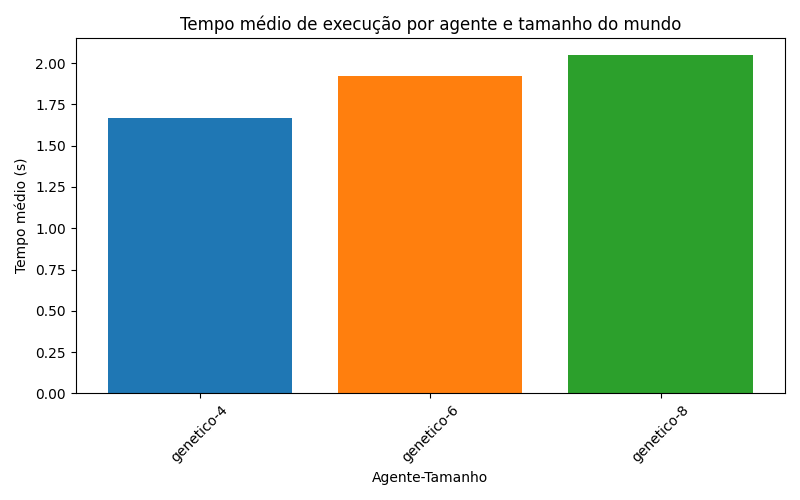 Tempo médio de execução por agente e tamanho do mundo
Tempo médio (s)
2.00
1.75
1.50
1.25
1.00
0.75
0.50
0.25
0.00
genetico-4
genetico-6
genetico-8
Agente-Tamanho